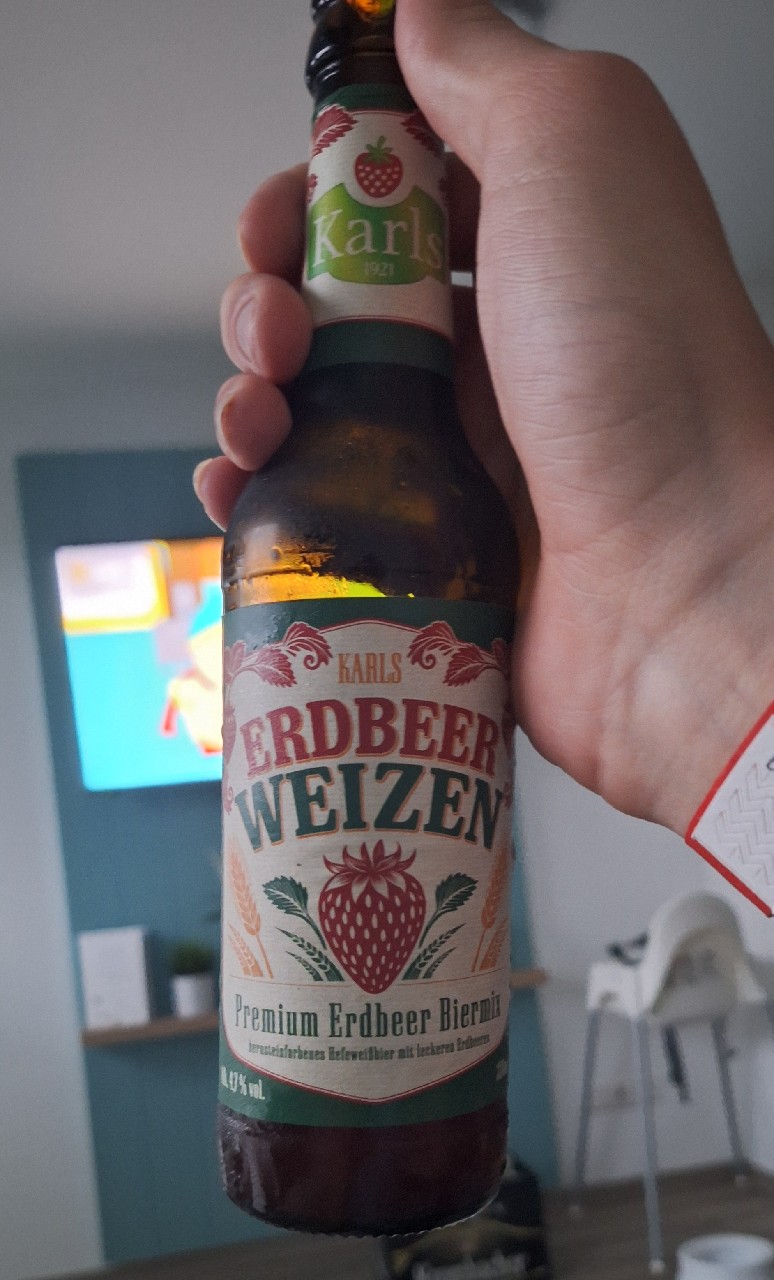 Karls
1921
KARLS
ERDBEER
WEIZEN
Premium Erdbeer Biermix
bernsteinfarbenes Hefeweißbier mit leckeren Erdbeeren
4,7 % vol.